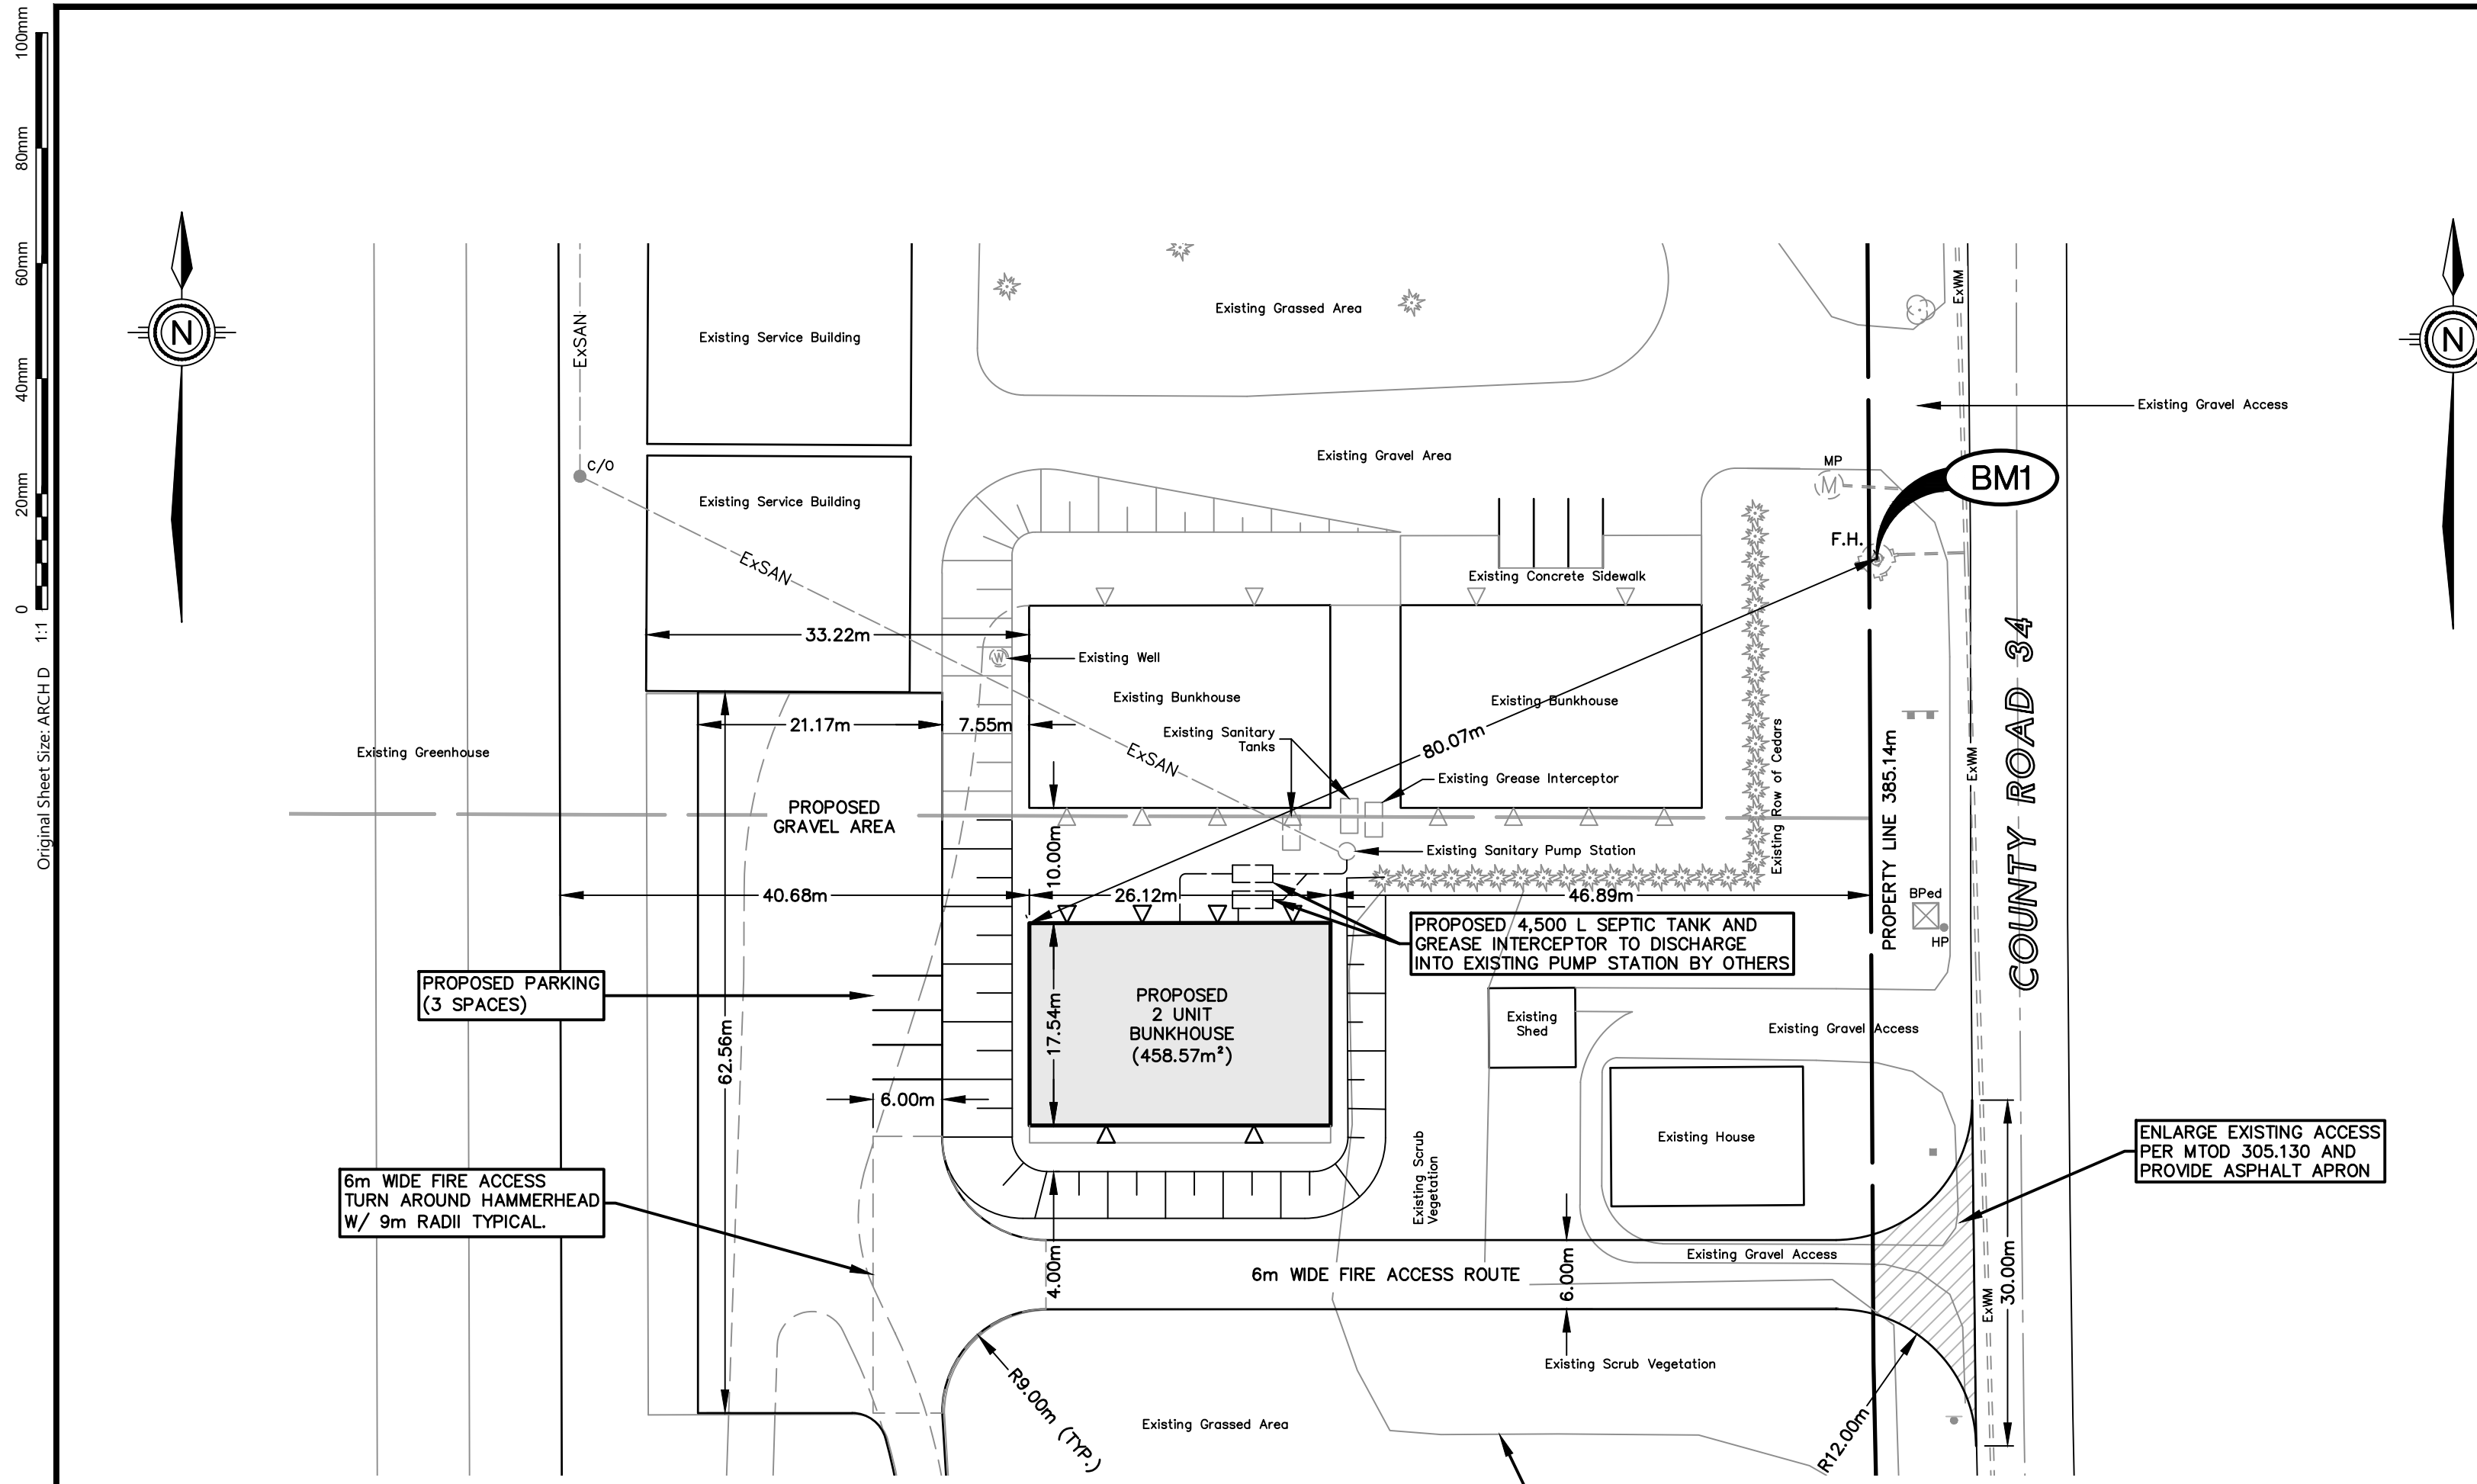 100mm
80mm
60mm
40mm
20mm
0
1:1
Original Sheet Size: ARCH D
N
N
ExSAN
Existing Service Building
Existing Grassed Area
ExWM
Existing Gravel Access
C/O
Existing Service Building
Existing Gravel Area
MP
M
BM1
F.H.
ExSAN
Existing Concrete Sidewalk
33.22m
W
Existing Well
Existing Bunkhouse
Existing Bunkhouse
21.17m
7.55m
Existing Sanitary
Tanks
80.07m
ExSAN
Existing Grease Interceptor
Existing Row of Cedars
PROPERTY LINE 385.14m
ExWM
COUNTY ROAD 34
Existing Greenhouse
PROPOSED
GRAVEL AREA
10.00m
Existing Sanitary Pump Station
40.68m
26.12m
46.89m
BPed
HP
PROPOSED 4,500 L SEPTIC TANK AND
GREASE INTERCEPTOR TO DISCHARGE
INTO EXISTING PUMP STATION BY OTHERS
PROPOSED PARKING
(3 SPACES)
62.56m
17.54m
PROPOSED
2 UNIT
BUNKHOUSE
(458.57m²)
Existing
Shed
Existing Gravel Access
6.00m
Existing House
Existing Scrub
Vegetation
ENLARGE EXISTING ACCESS
PER MTOD 305.130 AND
PROVIDE ASPHALT APRON
6m WIDE FIRE ACCESS
TURN AROUND HAMMERHEAD
W/ 9m RADII TYPICAL.
4.00m
6m WIDE FIRE ACCESS ROUTE
6.00m
Existing Gravel Access
ExWM
30.00m
Existing Scrub Vegetation
R9.00m (TYP.)
Existing Grassed Area
R12.00m